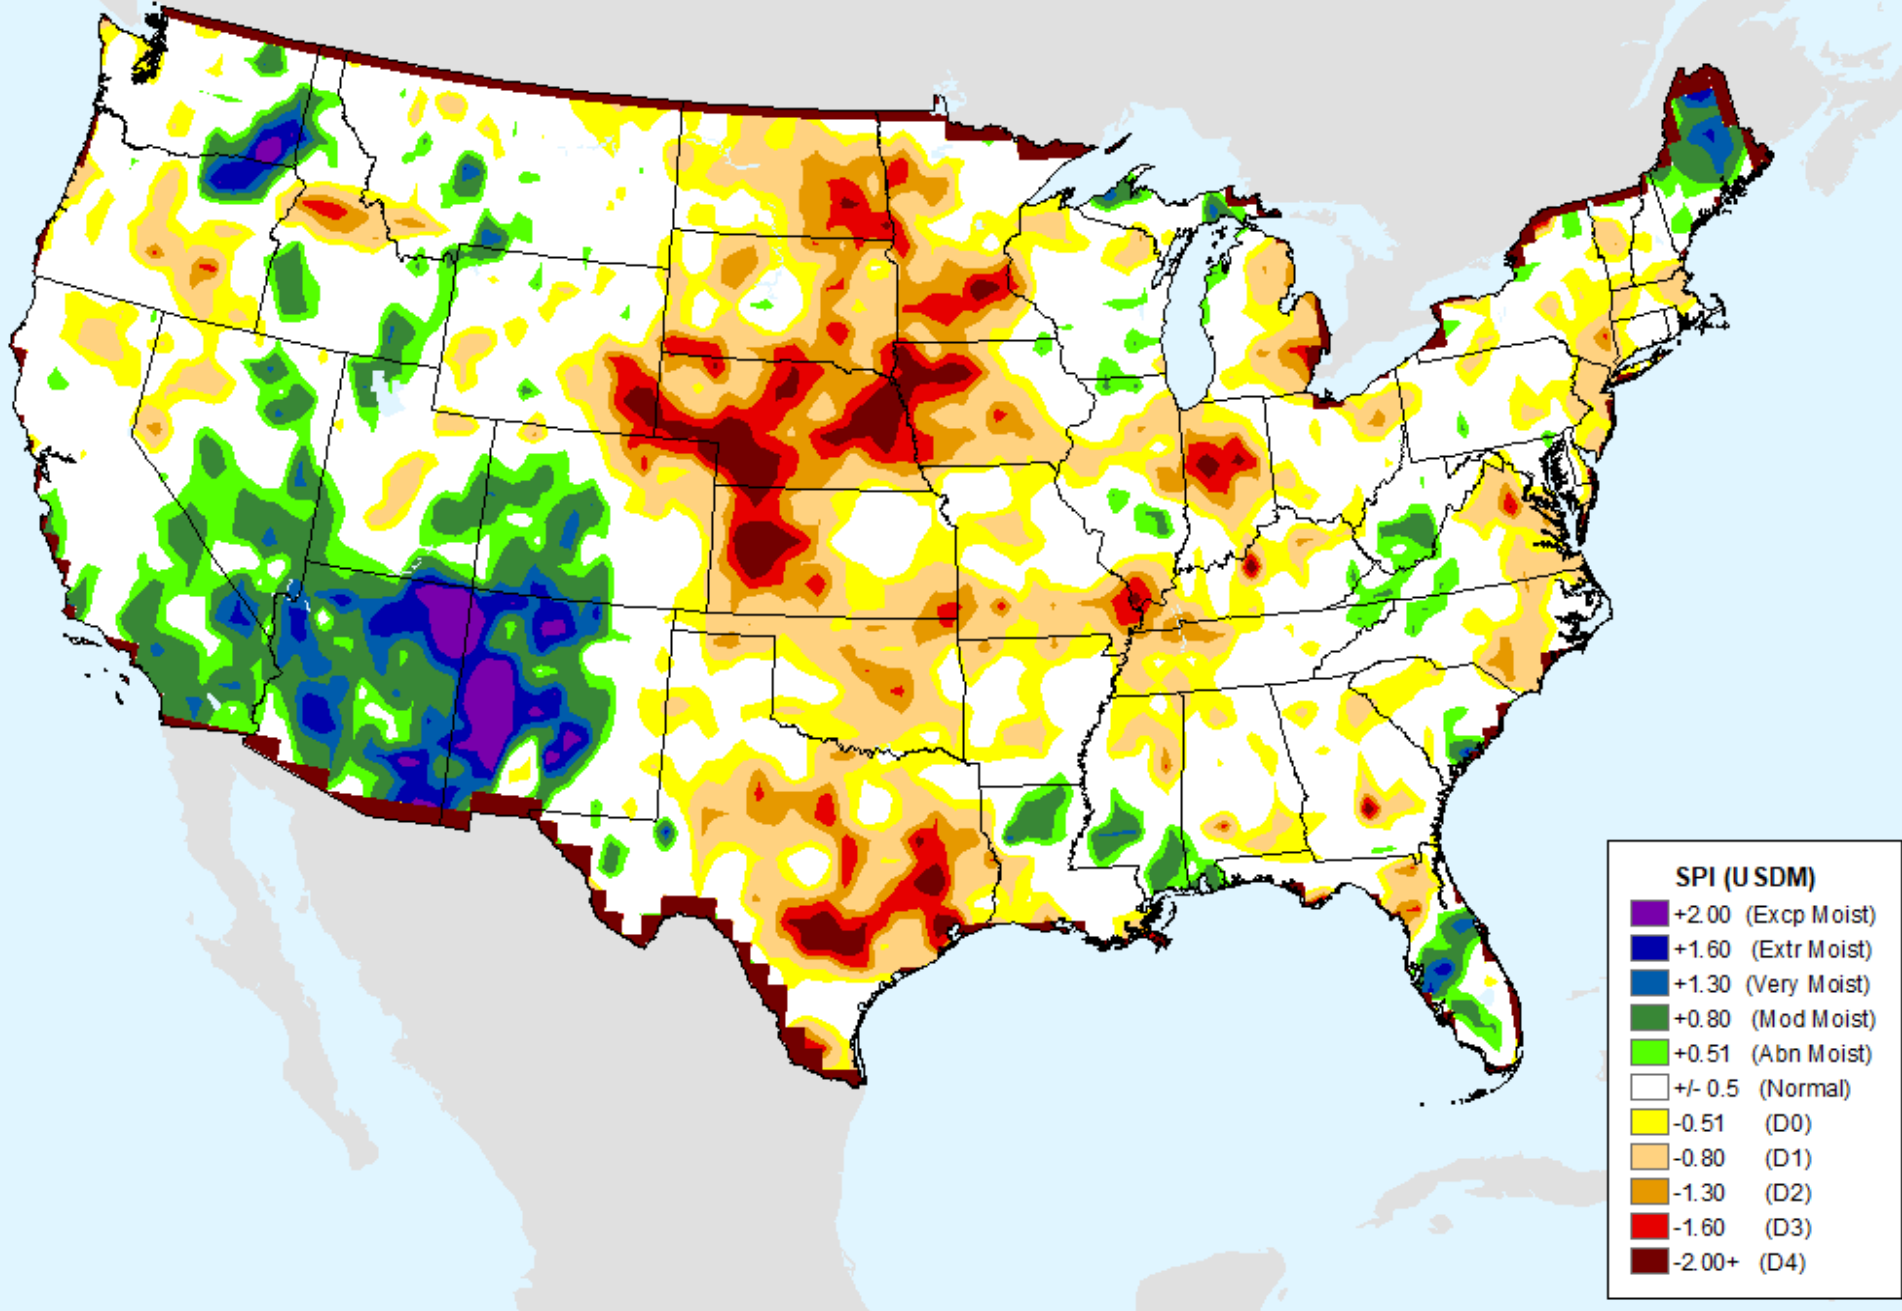 SPI (USDM)
+2.00 (Excp Moist)
+1.60 (Extr Moist)
+1.30 (Very Moist)
+0.80 (Mod Moist)
+0.51 (Abn Moist)
+/- 0.5 (Normal)
-0.51 (D0)
-0.80 (D1)
-1.30 (D2)
-1.60 (D3)
-2.00+ (D4)